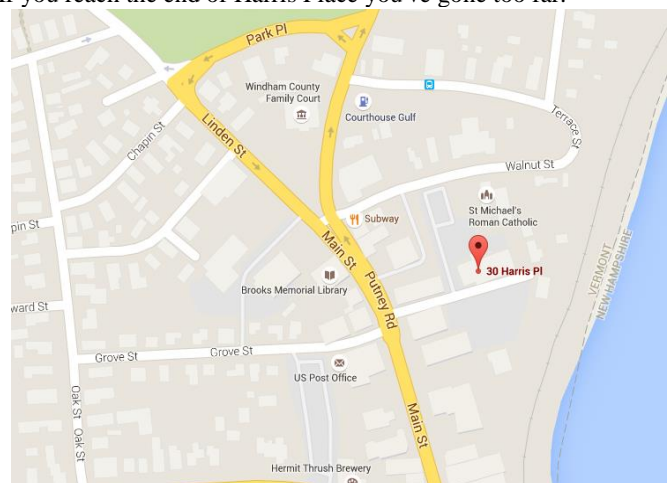 If you reach the end of Harris Place you've gone too far.
Park Pl
Windham County
Family Court
Courthouse Gulf
Terrace St
Linden St
Chapin St
Walnut St
pin St
Subway
St Michael's
Roman Catholic
Main St
30 Harris Pl
VERMONT
NEW HAMPSHIRE
Brooks Memorial Library
Putney Rd
ward St
Grove St
Grove St
US Post Office
Oak St
Oak St
Main St
Hermit Thrush Brewery